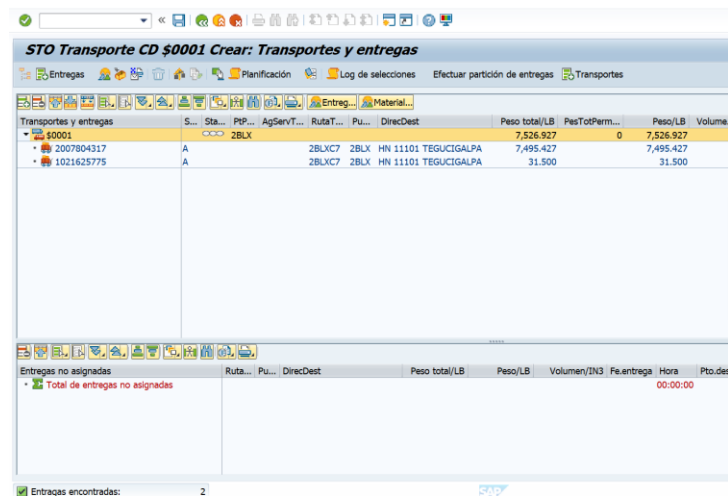 STO Transporte CD $0001 Crear: Transportes y entregas
Entregas Planificación Log de selecciones Efectuar partición de entregas Transportes
Entreg... Material...
Transportes y entregas S... Sta... PtP... AgServT... RutaT... Pu... DirecDest Peso total/LB PesTotPerm... Peso/LB Volume.
$0001 2BLX 7,526.927 0 7,526.927
2007804317 A 2BLXC7 2BLX HN 11101 TEGUCIGALPA 7,495.427 7,495.427
1021625775 A 2BLXC7 2BLX HN 11101 TEGUCIGALPA 31.500 31.500
Entregas no asignadas Ruta... Pu... DirecDest Peso total/LB Peso/LB Volumen/IN3 Fe.entrega Hora Pto.des
Total de entregas no asignadas 00:00:00
Entragas encontradas: 2
SAP